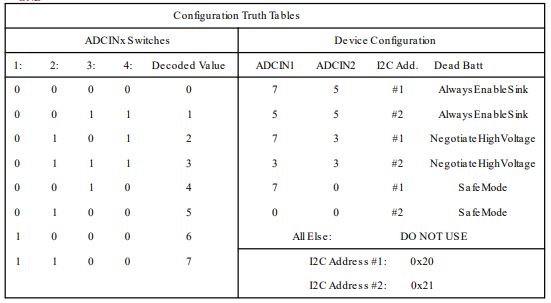 Configuration Truth Tables
ADCINx Switches Device Configuration
1: 2: 3: 4: Decoded Value ADCIN1 ADCIN2 I2C Add. Dead Batt
0 0 0 0 0 7 5 #1 AlwaysEnableSink
0 0 1 1 1 5 5 #2 AlwaysEnableSink
0 1 0 1 2 7 3 #1 NegotiateHighVoltage
0 1 1 1 3 3 3 #2 NegotiateHighVoltage
0 0 1 0 4 7 0 #1 SafeMode
0 1 0 0 5 0 0 #2 SafeMode
1 0 0 0 6 All Else: DO NOT USE
1 1 0 0 7 I2C Address #1: 0x20
I2C Address #2: 0x21